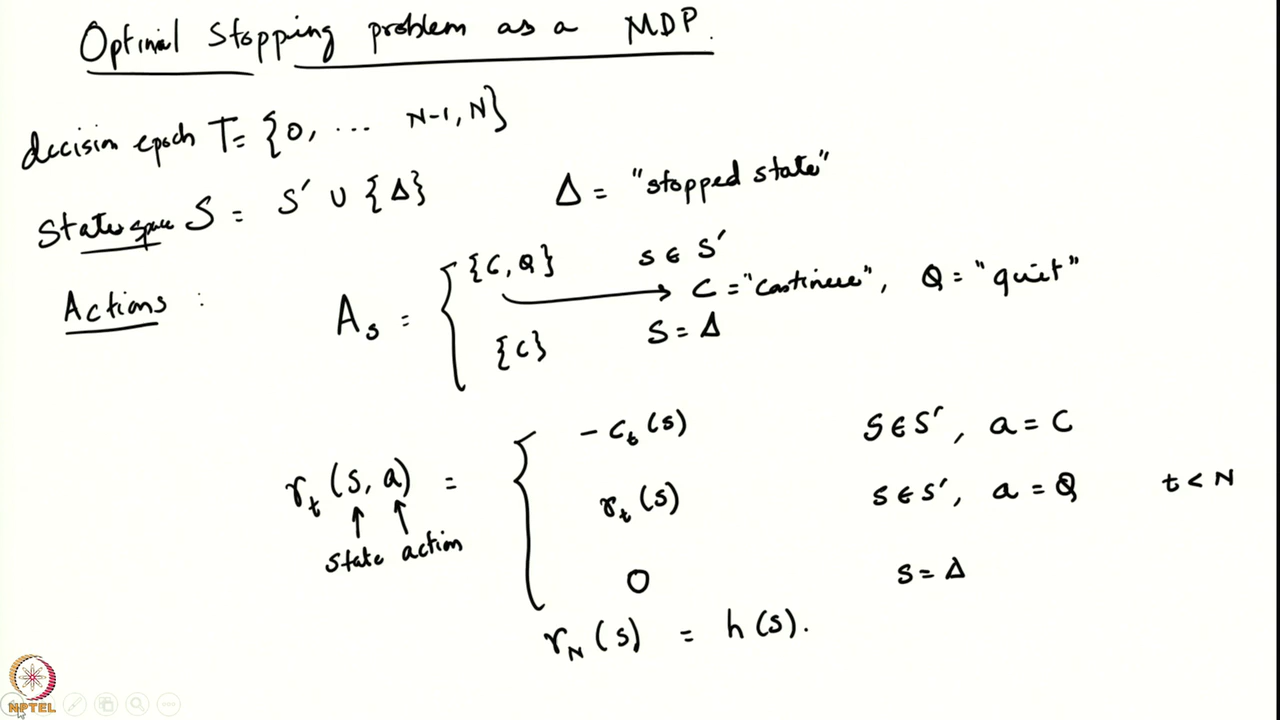 Optimal stopping problem as a MDP.
decision epoch T = {0, ... N-1, N}
State space S = S' ∪ {Δ} Δ = "stopped state"
Actions : A_s = { {C, Q} s ∈ S'
C = "continue", Q = "quiet"
{C} S = Δ
r_t (s, a) = { - c_t (s) s ∈ S', a = C
r_t (s) s ∈ S', a = Q t < N
state action
0 s = Δ
r_N (s) = h (s).
NPTEL